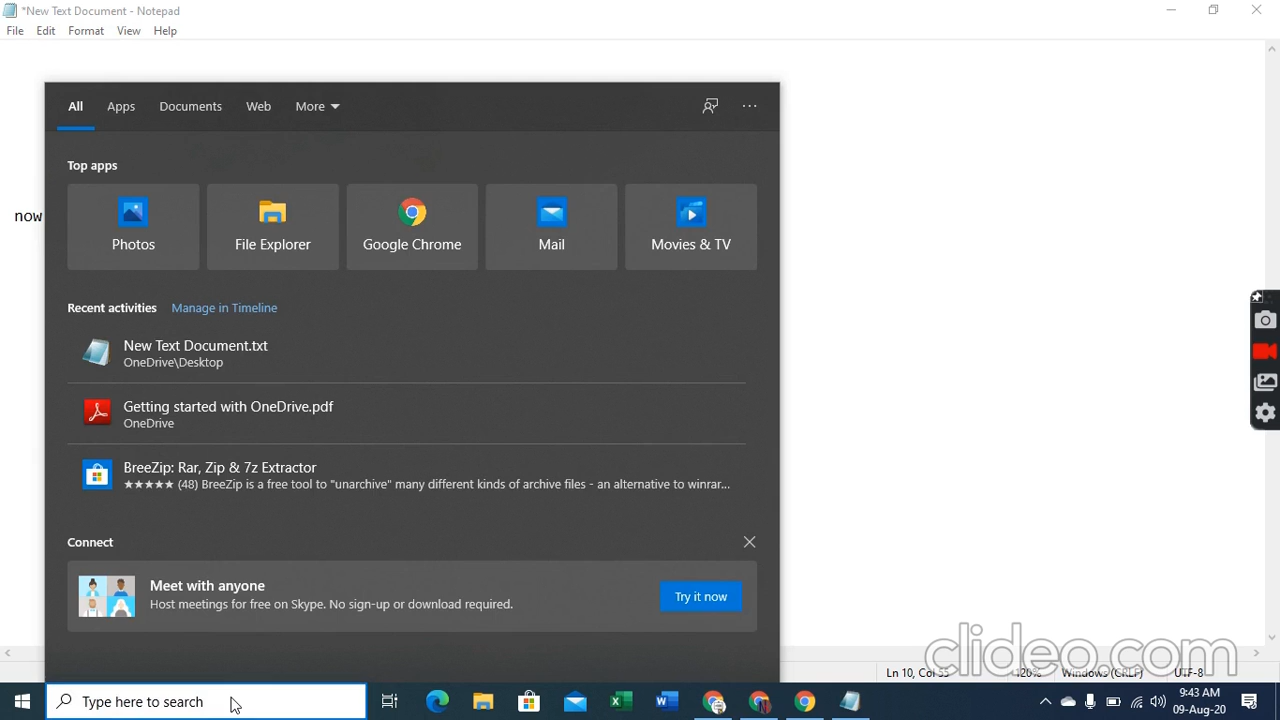 *New Text Document - Notepad
File Edit Format View Help
All Apps Documents Web More
Top apps
Photos File Explorer Google Chrome Mail Movies & TV
now
Recent activities Manage in Timeline
New Text Document.txt
OneDrive\Desktop
Getting started with OneDrive.pdf
OneDrive
BreeZip: Rar, Zip & 7z Extractor
★★★★★ (48) BreeZip is a free tool to "unarchive" many different kinds of archive files - an alternative to winrar...
Connect
Meet with anyone
Host meetings for free on Skype. No sign-up or download required.
Try it now
clideo.com
Ln 10, Col 55 120% Windows (CRLF) UTF-8
Type here to search
9:43 AM
09-Aug-20